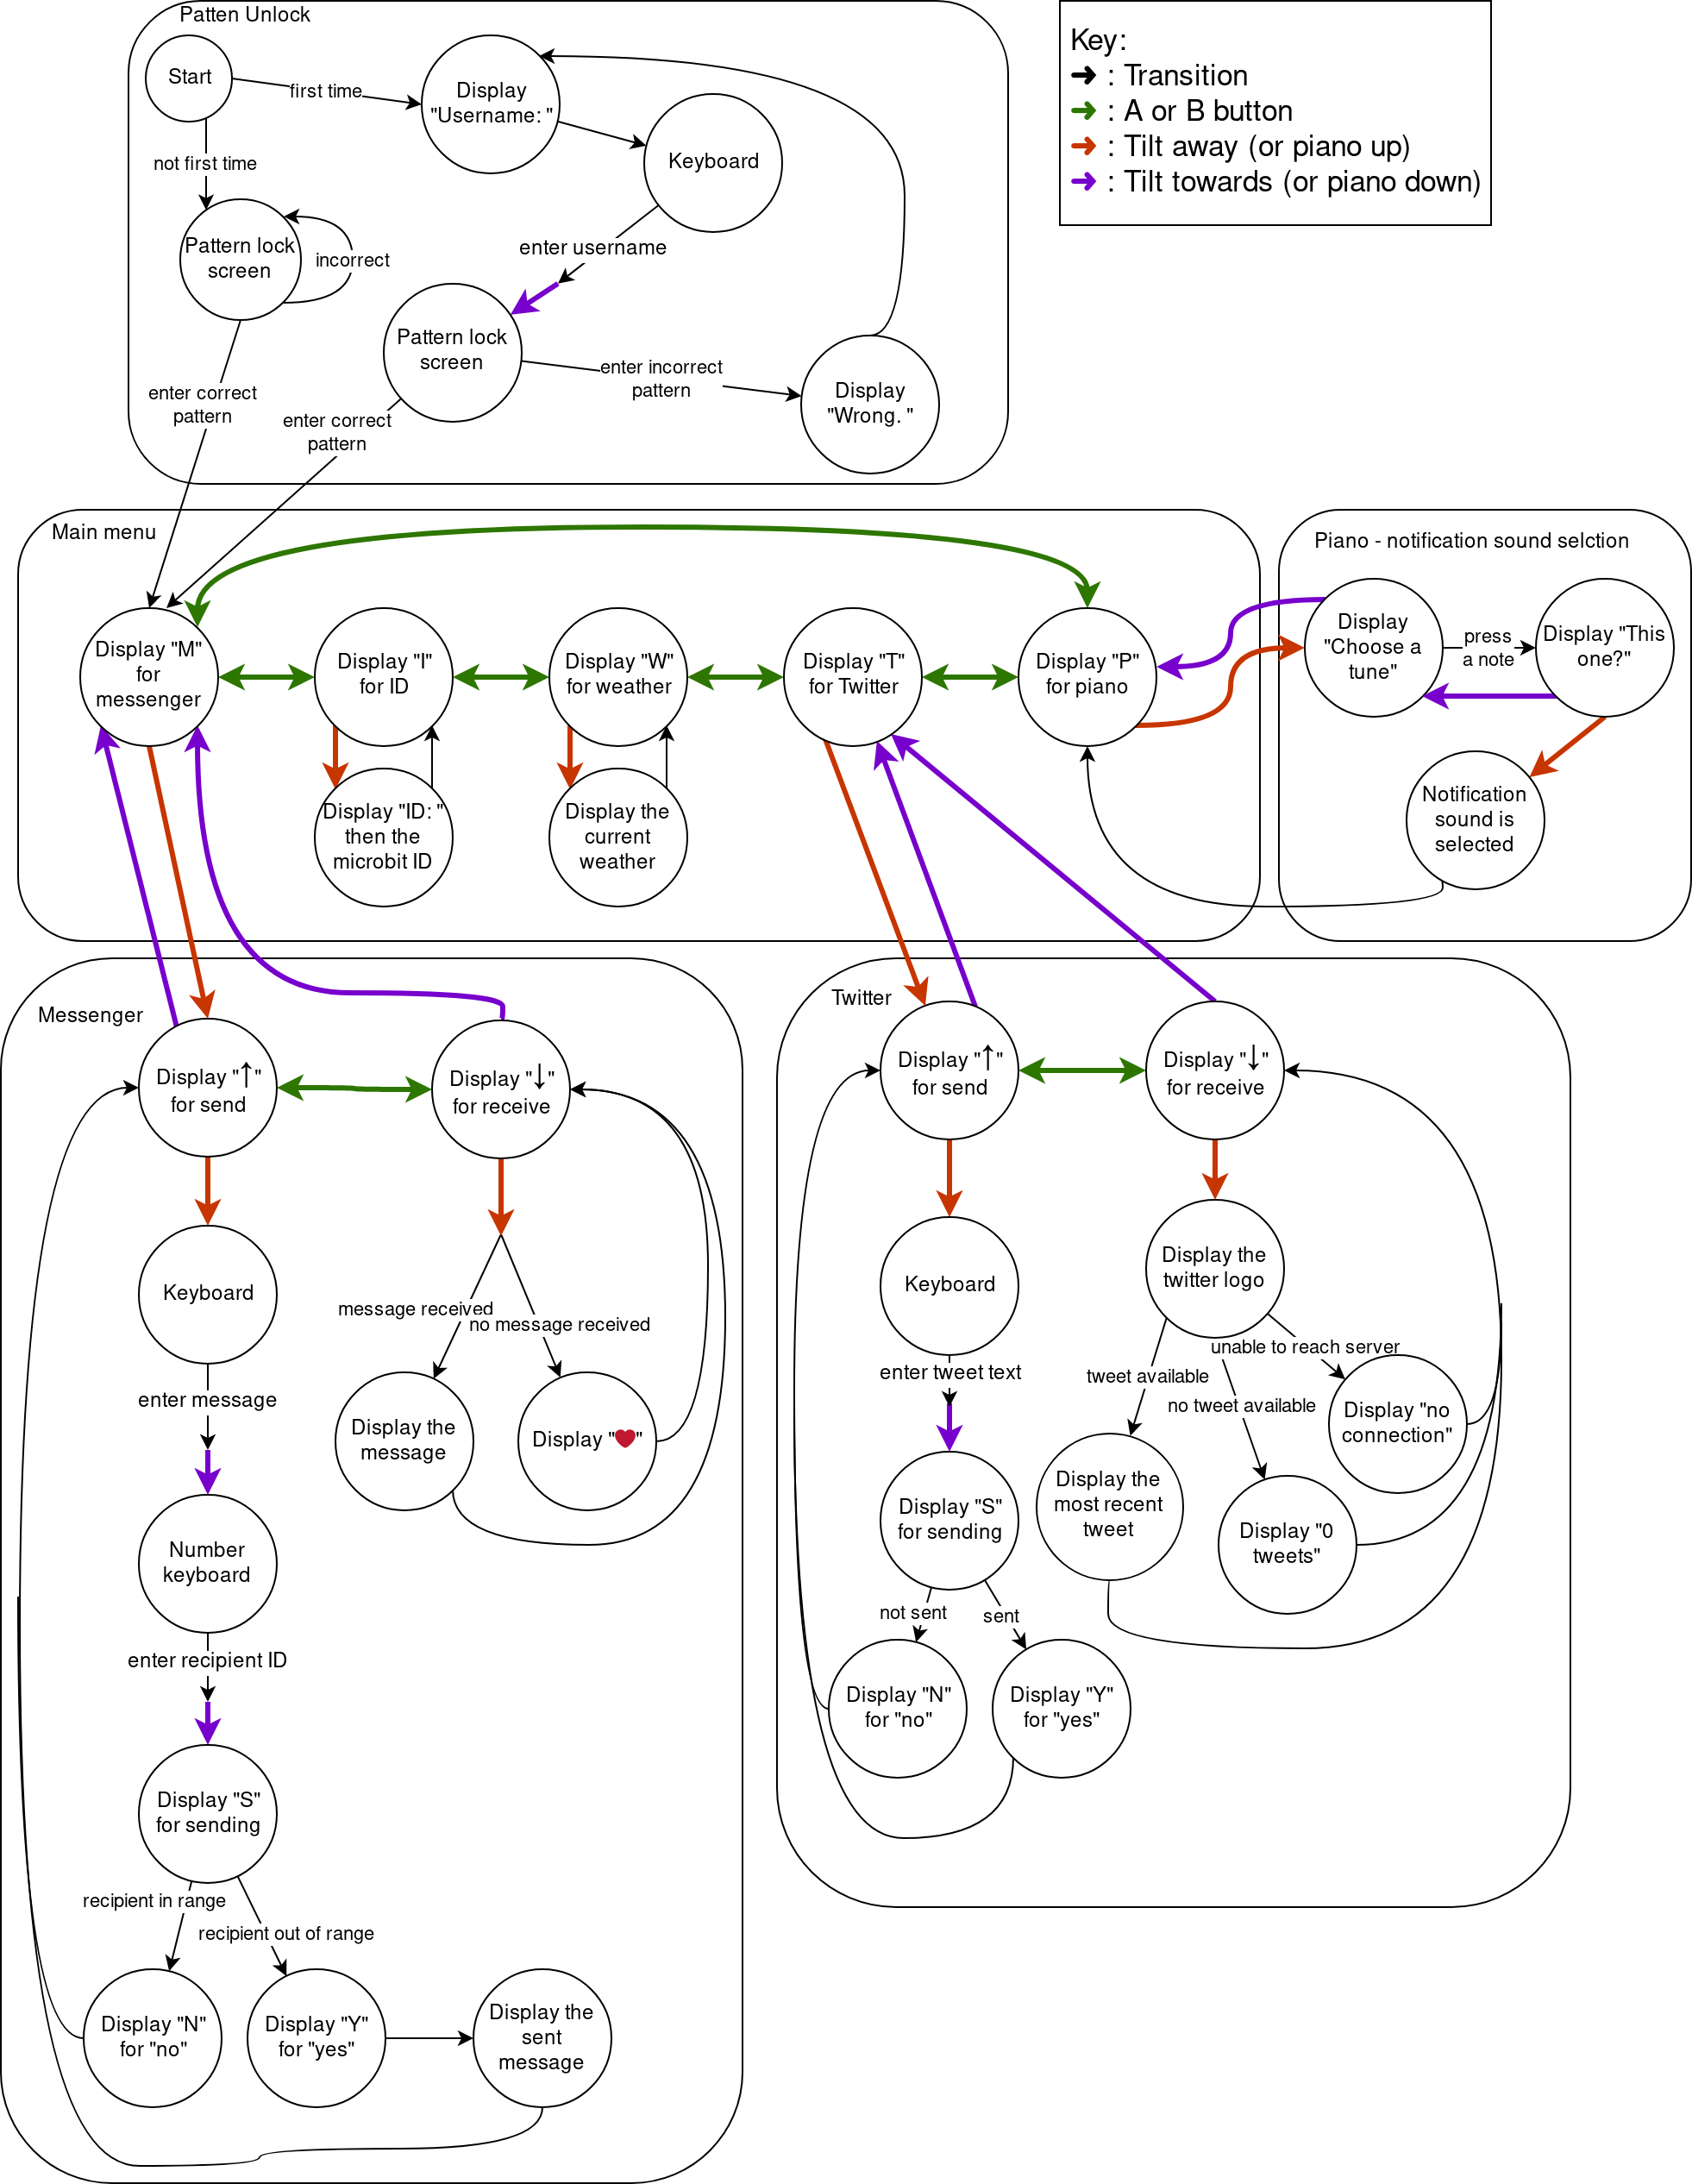 Patten Unlock
Start
first time
Display
"Username: "
Keyboard
not first time
Pattern lock
screen
incorrect
enter username
Pattern lock
screen
enter incorrect
pattern
Display
"Wrong. "
enter correct
pattern
enter correct
pattern
Key:
➜ : Transition
➜ : A or B button
➜ : Tilt away (or piano up)
➜ : Tilt towards (or piano down)
Main menu
Display "M"
for
messenger
Display "I"
for ID
Display "W"
for weather
Display "T"
for Twitter
Display "P"
for piano
Display "ID: "
then the
microbit ID
Display the
current
weather
Piano - notification sound selction
Display
"Choose a
tune"
press
a note
Display "This
one?"
Notification
sound is
selected
Messenger
Display "↑"
for send
Display "↓"
for receive
Keyboard
message received
no message received
enter message
Display the
message
Display "❤"
Number
keyboard
enter recipient ID
Display "S"
for sending
recipient in range
recipient out of range
Display "N"
for "no"
Display "Y"
for "yes"
Display the
sent
message
Twitter
Display "↑"
for send
Display "↓"
for receive
Keyboard
Display the
twitter logo
enter tweet text
unable to reach server
tweet available
no tweet available
Display "no
connection"
Display "S"
for sending
Display the
most recent
tweet
Display "0
tweets"
not sent
sent
Display "N"
for "no"
Display "Y"
for "yes"